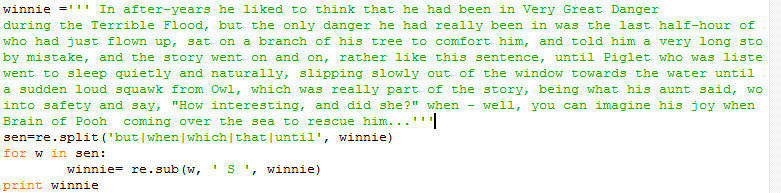 winnie =''' In after-years he liked to think that he had been in Very Great Danger
during the Terrible Flood, but the only danger he had really been in was the last half-hour of
who had just flown up, sat on a branch of his tree to comfort him, and told him a very long sto
by mistake, and the story went on and on, rather like this sentence, until Piglet who was liste
went to sleep quietly and naturally, slipping slowly out of the window towards the water until
a sudden loud squawk from Owl, which was really part of the story, being what his aunt said, wo
into safety and say, "How interesting, and did she?" when - well, you can imagine his joy when
Brain of Pooh  coming over the sea to rescue him...'''
sen=re.split('but|when|which|that|until', winnie)
for w in sen:
        winnie= re.sub(w, ' S ', winnie)
print winnie